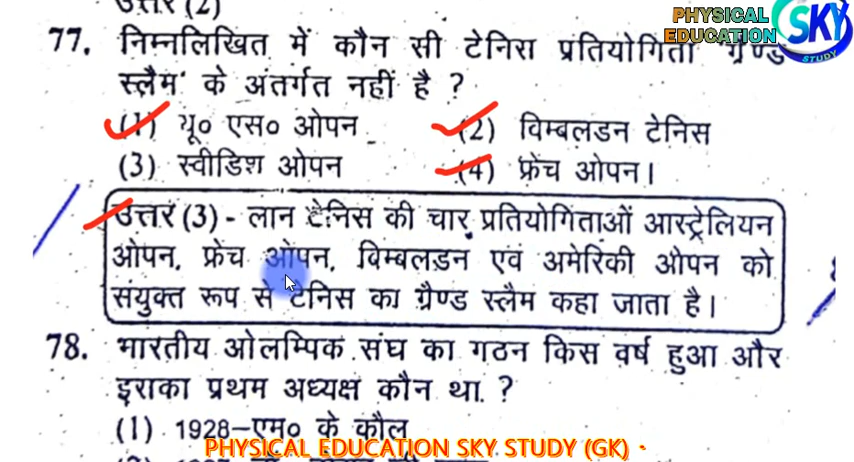 उत्तर (2)
PHYSICAL EDUCATION
SKY STUDY
77. निम्नलिखित में कौन सी टेनिरा प्रतियोगिता 'ग्रैण्ड
स्लैम' के अंतर्गत नहीं है ?
(1) यू० एस० ओपन (2) विम्बलडन टेनिस
(3) स्वीडिश ओपन (4) फ्रेंच ओपन।
उत्तर (3) - लान टेनिस की चार प्रतियोगिताओं आस्ट्रेलियन
ओपन, फ्रेंच ओपन, विम्बलडन एवं अमेरिकी औपन को
संयुक्त रूप से टेनिस का ग्रैण्ड स्लैम कहा जाता है।
78. भारतीय ओलम्पिक संघ का गठन किस वर्ष हुआ और
इराका प्रथम अध्यक्ष कौन था ?
(1) 1928–एम० के कौल
PHYSICAL EDUCATION SKY STUDY (GK) -